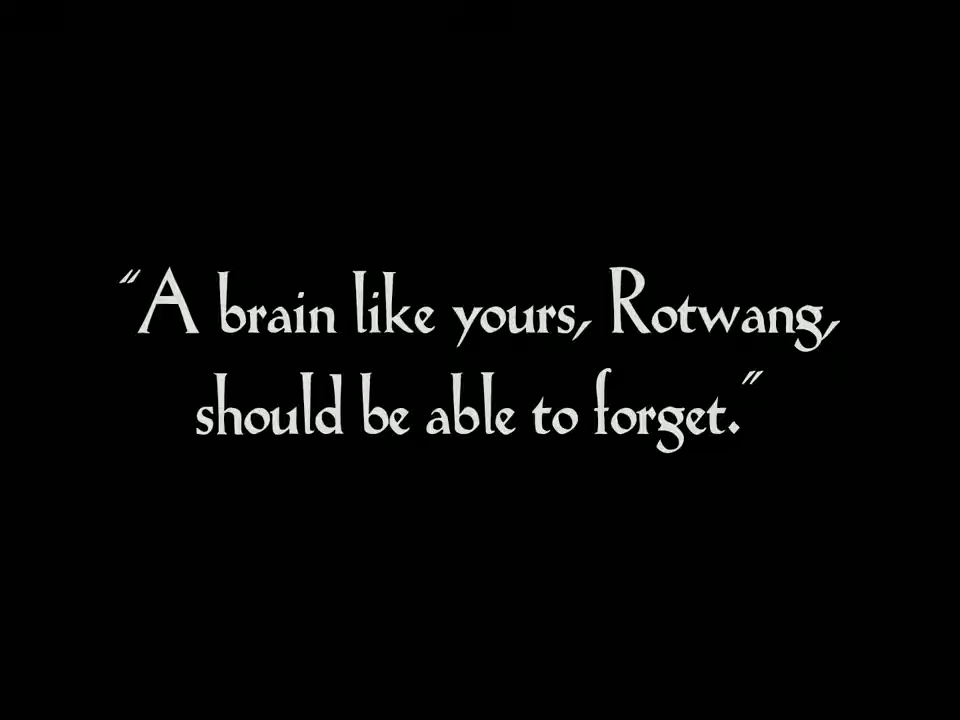 “A brain like yours, Rotwang,
should be able to forget.”